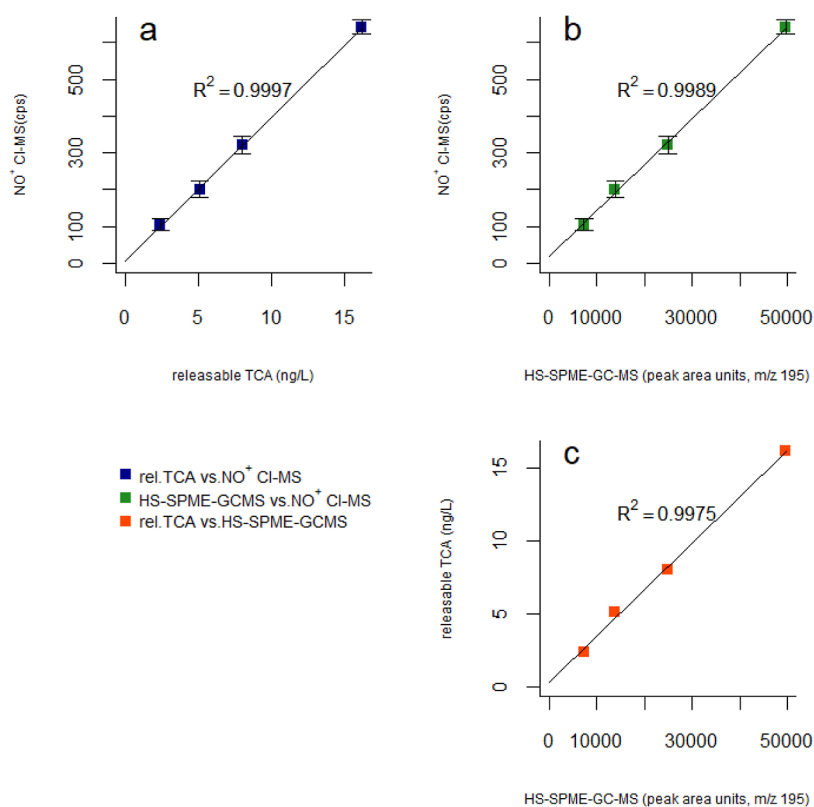 a
R² = 0.9997
NO⁺ CI-MS(cps)
500
300
100
0
0 5 10 15
releasable TCA (ng/L)
b
R² = 0.9989
NO⁺ CI-MS(cps)
500
300
100
0
0 10000 30000 50000
HS-SPME-GC-MS (peak area units, m/z 195)
rel.TCA vs.NO⁺ CI-MS
HS-SPME-GCMS vs.NO⁺ CI-MS
rel.TCA vs.HS-SPME-GCMS
c
R² = 0.9975
releasable TCA (ng/L)
15
10
5
0
0 10000 30000 50000
HS-SPME-GC-MS (peak area units, m/z 195)